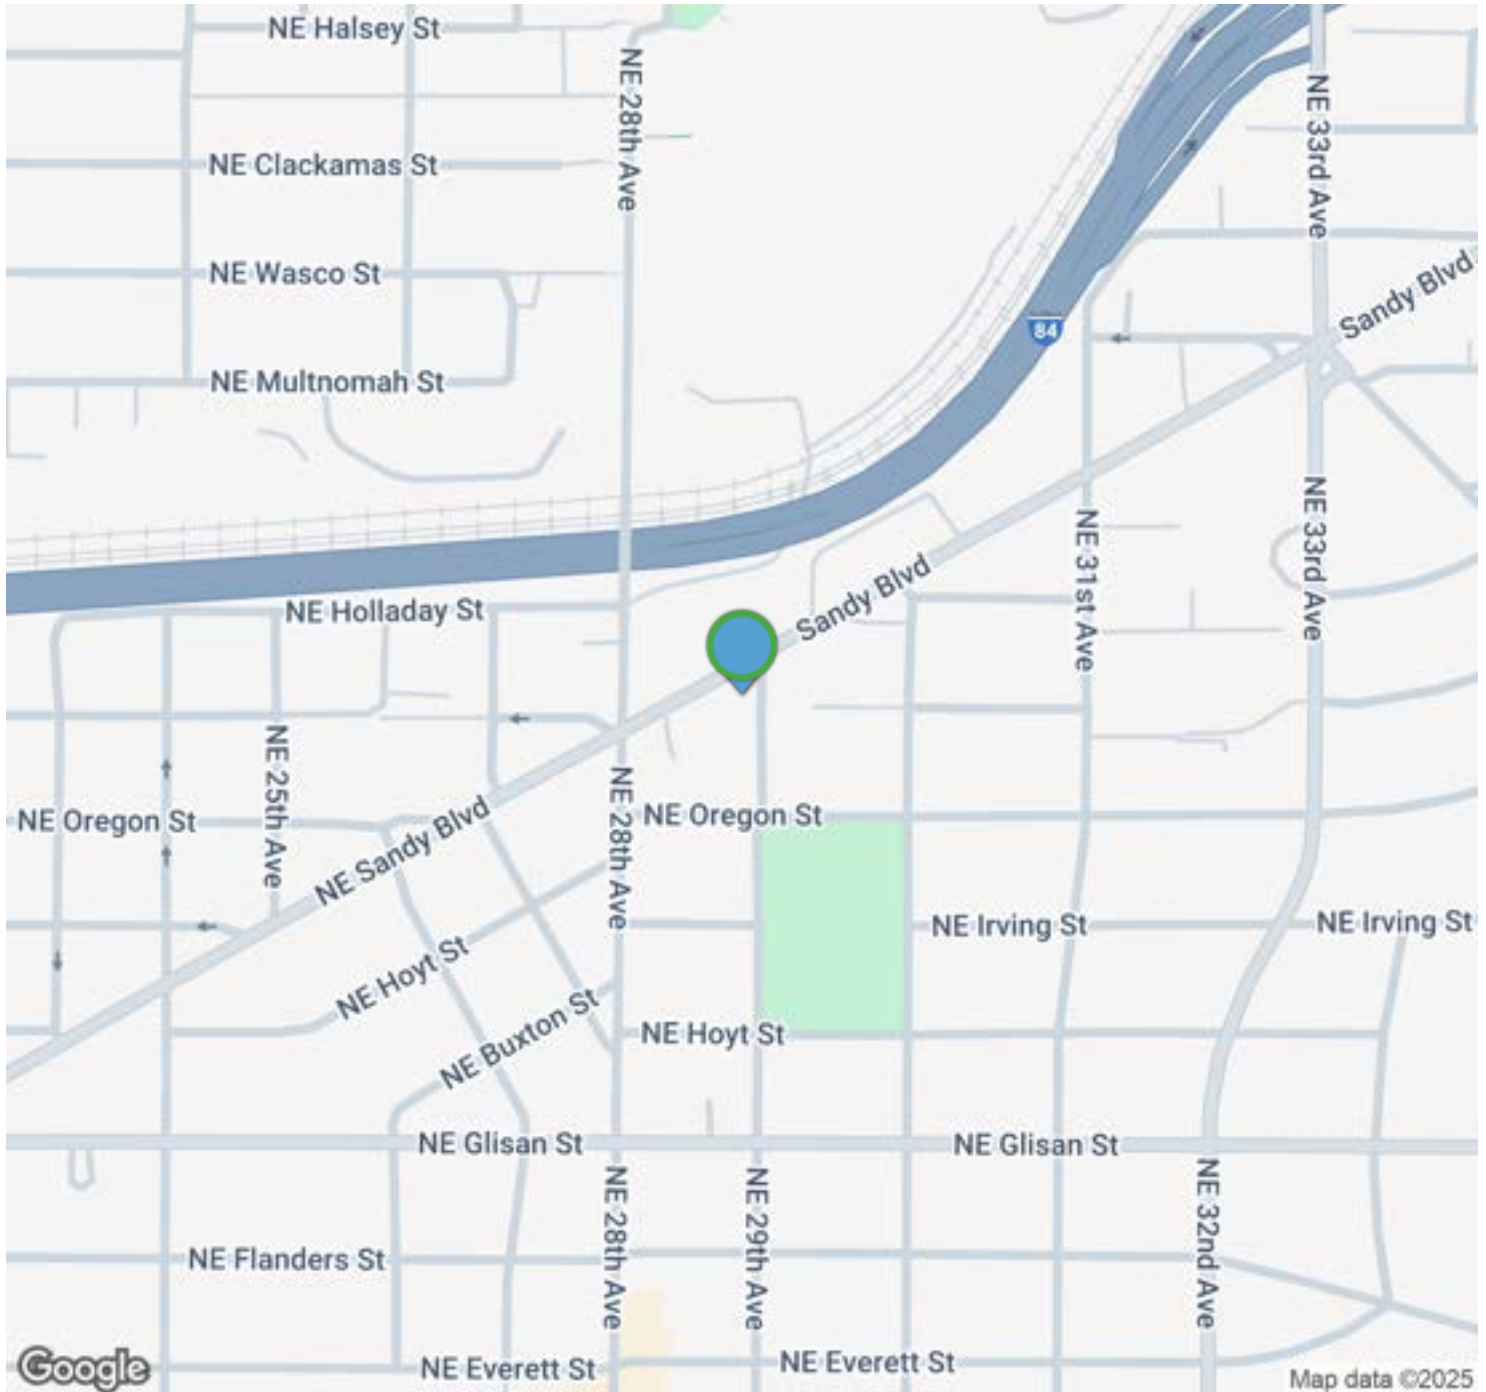 NE Halsey St
NE 28th Ave
NE 33rd Ave
NE Clackamas St
NE Wasco St
Sandy Blvd
84
NE Multnomah St
NE 33rd Ave
NE 31st Ave
NE Holladay St
Sandy Blvd
NE 25th Ave
NE 28th Ave
NE Oregon St
NE Oregon St
NE Sandy Blvd
NE Irving St
NE Irving St
NE Hoyt St
NE Buxton St
NE Hoyt St
NE Glisan St
NE Glisan St
NE 28th Ave
NE 29th Ave
NE 32nd Ave
NE Flanders St
NE Everett St
NE Everett St
Google
Map data ©2025